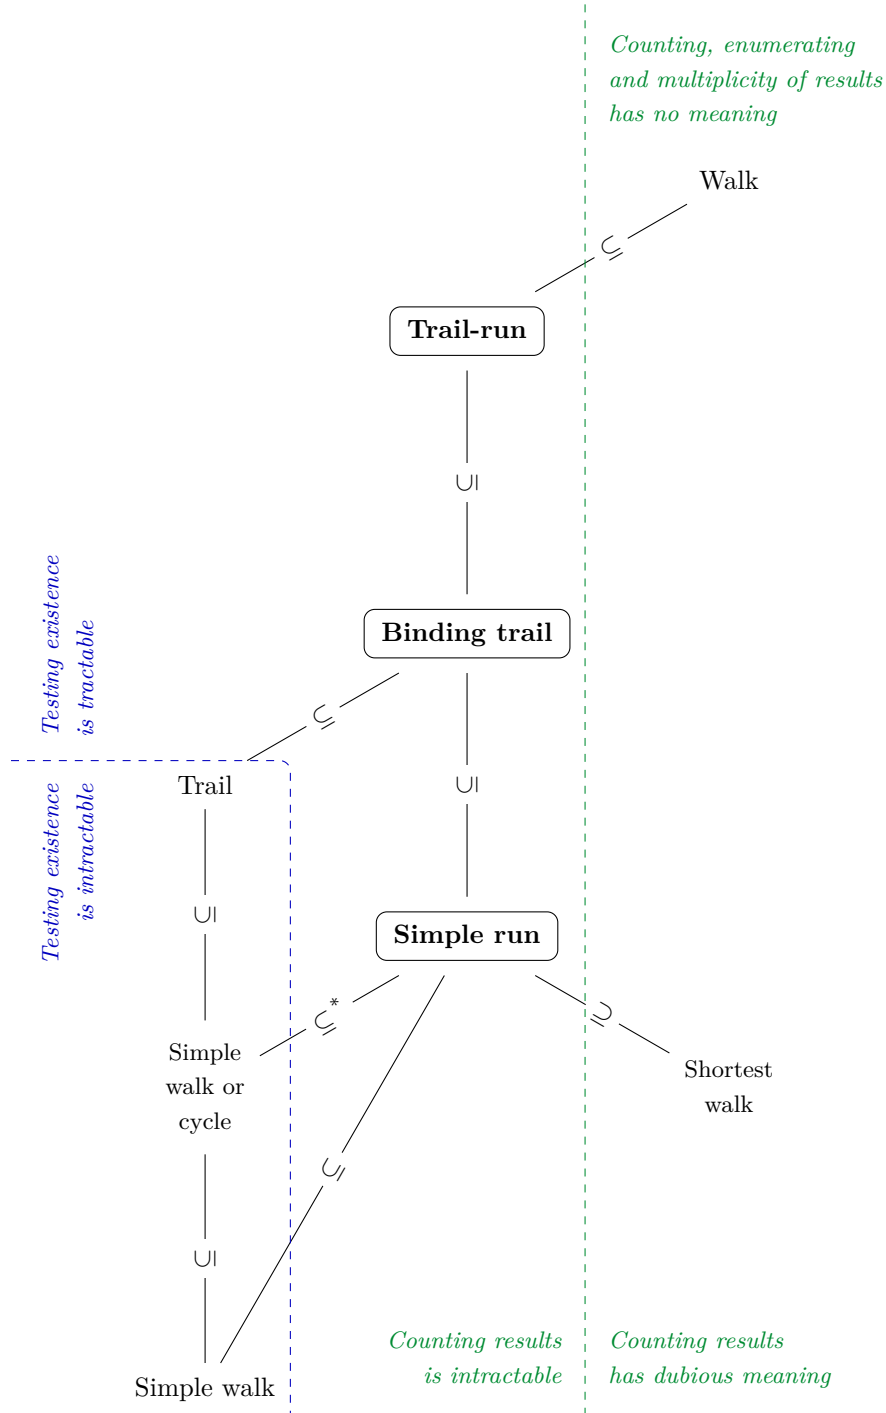 Counting, enumerating
and multiplicity of results
has no meaning
Walk
⊆
Trail-run
⊆
Binding trail
Testing existence
is tractable
⊆
Testing existence
is intractable
Trail
⊆
⊆
Simple run
⊆*
⊆
Simple
walk or
cycle
Shortest
walk
⊆
⊆
Simple walk
Counting results
is intractable
Counting results
has dubious meaning